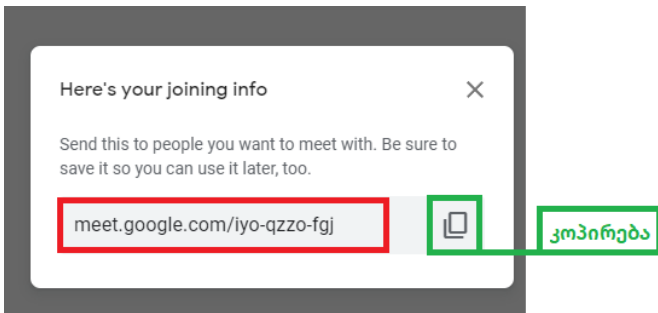 Here's your joining info
Send this to people you want to meet with. Be sure to
save it so you can use it later, too.
meet.google.com/iyo-qzzo-fgj
კოპირება